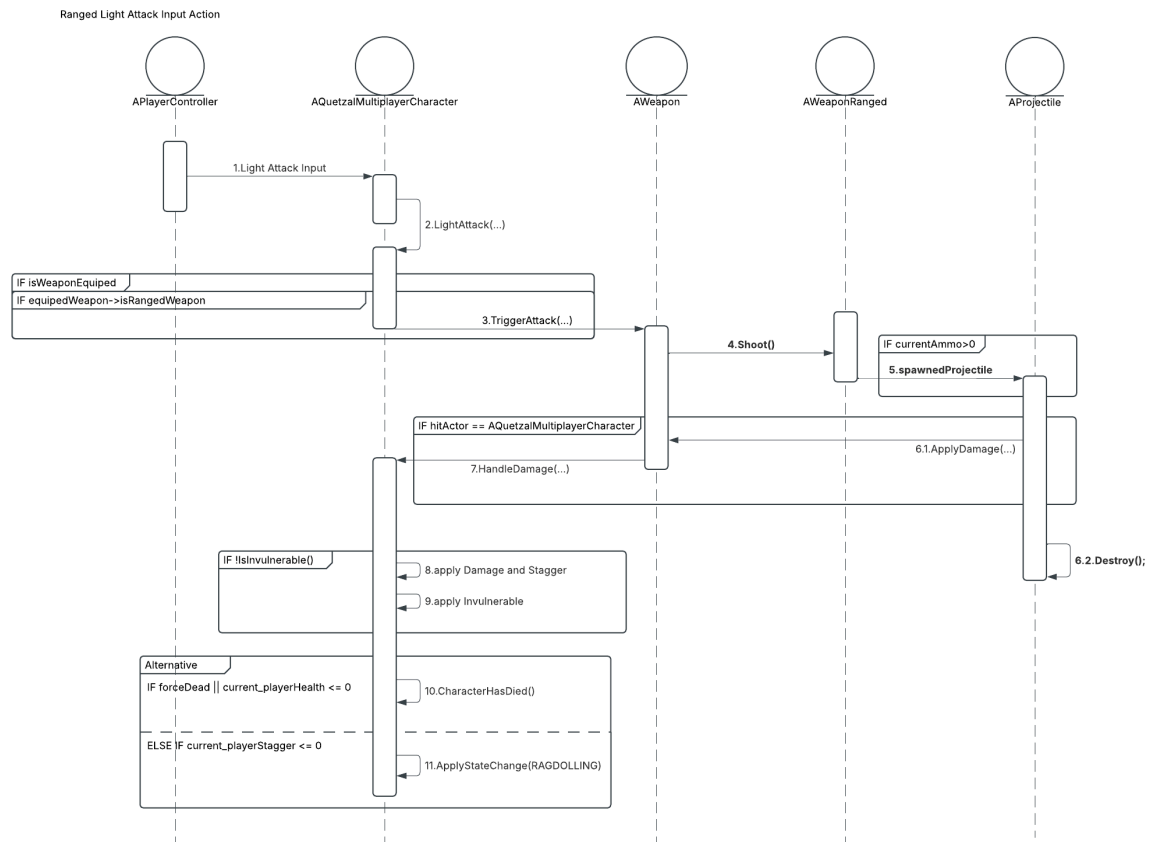 Ranged Light Attack Input Action
APlayerController
AQuetzalMultiplayerCharacter
AWeapon
AWeaponRanged
AProjectile
1.Light Attack Input
2.LightAttack(...)
IF isWeaponEquiped
IF equipedWeapon->isRangedWeapon
3.TriggerAttack(...)
4.Shoot()
IF currentAmmo>0
5.spawnedProjectile
IF hitActor == AQuetzalMultiplayerCharacter
6.1.ApplyDamage(...)
7.HandleDamage(...)
IF !IsInvulnerable()
8.apply Damage and Stagger
6.2.Destroy();
9.apply Invulnerable
Alternative
IF forceDead || current_playerHealth <= 0
10.CharacterHasDied()
ELSE IF current_playerStagger <= 0
11.ApplyStateChange(RAGDOLLING)